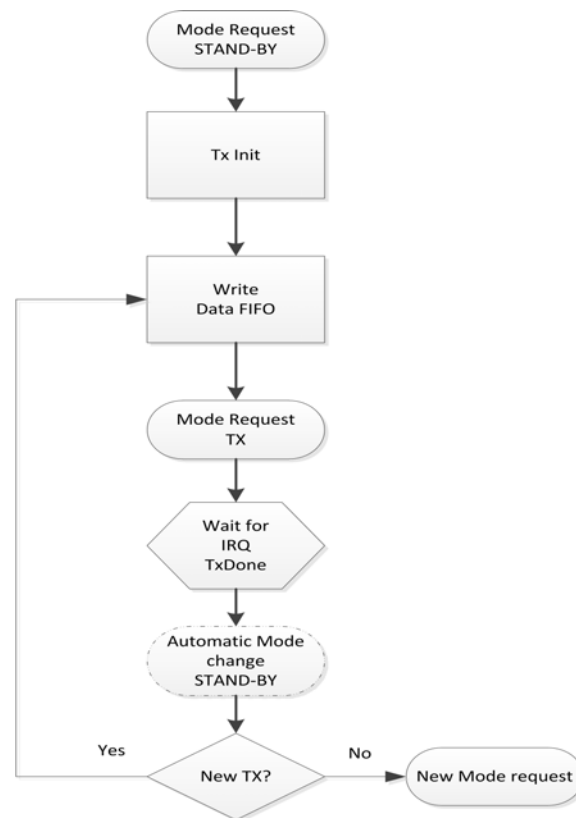 Mode Request
STAND-BY
Tx Init
Write
Data FIFO
Mode Request
TX
Wait for
IRQ
TxDone
Automatic Mode
change
STAND-BY
Yes
New TX?
No
New Mode request